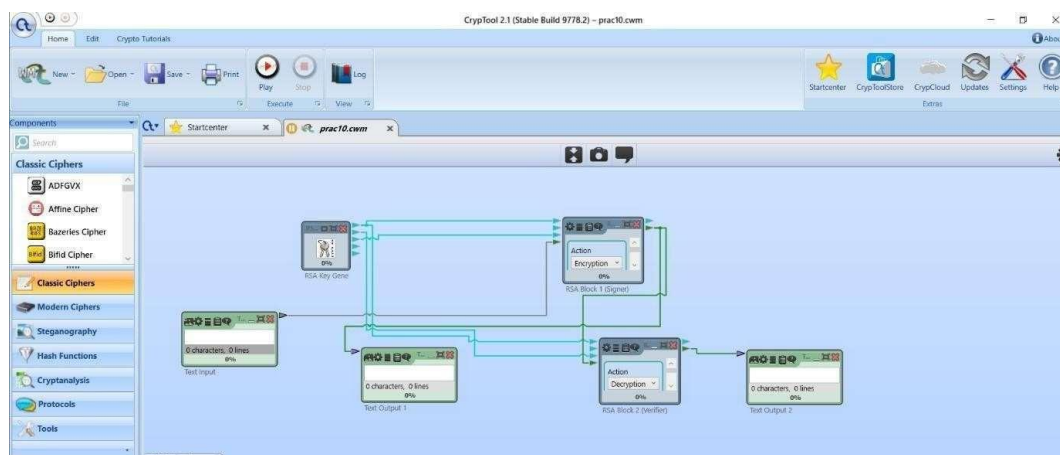 CrypTool 2.1 (Stable Build 9778.2) – prac10.cwm
Home Edit Crypto Tutorials
New Open Save Print Play Stop Log
Startcenter CrypToolStore CrypCloud Updates Settings Help
File Execute View Extras
Components
Startcenter prac10.cwm
Search
Classic Ciphers
ADFGVX
Affine Cipher
Bazeries Cipher
Bifid Cipher
Classic Ciphers
Modern Ciphers
Steganography
Hash Functions
Cryptanalysis
Protocols
Tools
0%
RSA Key Gene
Action
Encryption
0%
RSA Block 1 (Signer)
0 characters, 0 lines
0%
Text Input
0 characters, 0 lines
0%
Text Output 1
Action
Decryption
0%
RSA Block 2 (Verifier)
0 characters, 0 lines
0%
Text Output 2